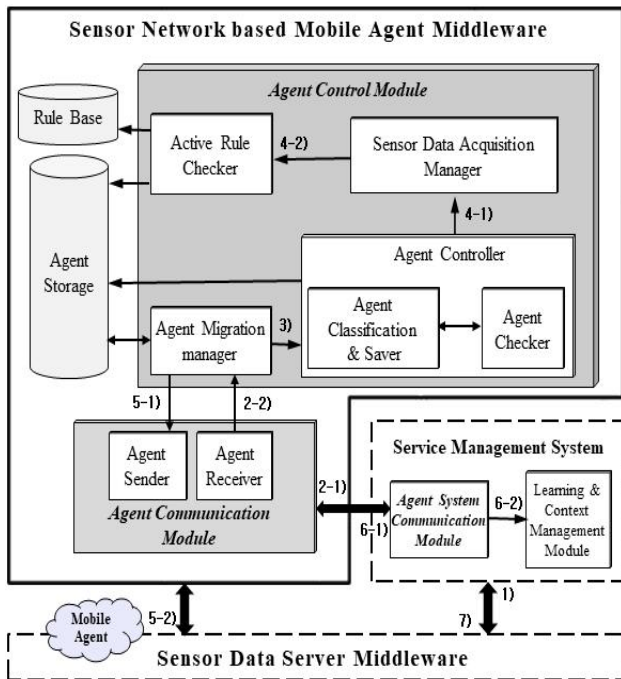 Sensor Network based Mobile Agent Middleware
Agent Control Module
Rule Base
Active Rule
Checker
4-2)
Sensor Data Acquisition
Manager
4-1)
Agent
Storage
Agent Controller
Agent
Classification
& Saver
Agent
Checker
Agent Migration
manager
3)
5-1)
2-2)
Agent
Sender
Agent
Receiver
Agent Communication
Module
2-1)
6-1)
Service Management System
Agent System
Communication
Module
6-2)
Learning &
Context
Management
Module
Mobile
Agent
5-2)
7)
1)
Sensor Data Server Middleware